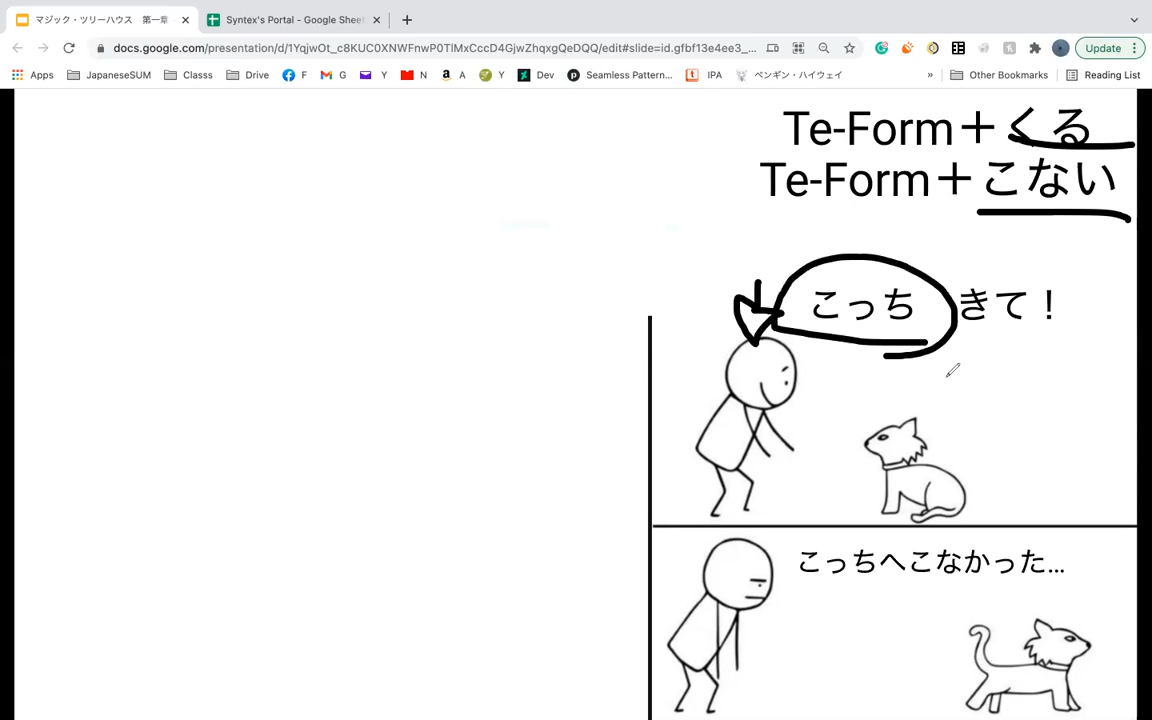 マジック・ツリーハウス 第一章
Syntex's Portal - Google Sheet
docs.google.com/presentation/d/1YqjwOt_c8KUC0XNWFnwP0TlMxCccD4GjwZhqxgQeDQQ/edit#slide=id.gfbf13e4ee3_...
Update
Apps JapaneseSUM Classs Drive F G Y N A Y Dev Seamless Pattern... IPA ペンギン・ハイウェイ » Other Bookmarks Reading List
Te-Form＋くる
Te-Form＋こない
こっち きて！
こっちへこなかった...